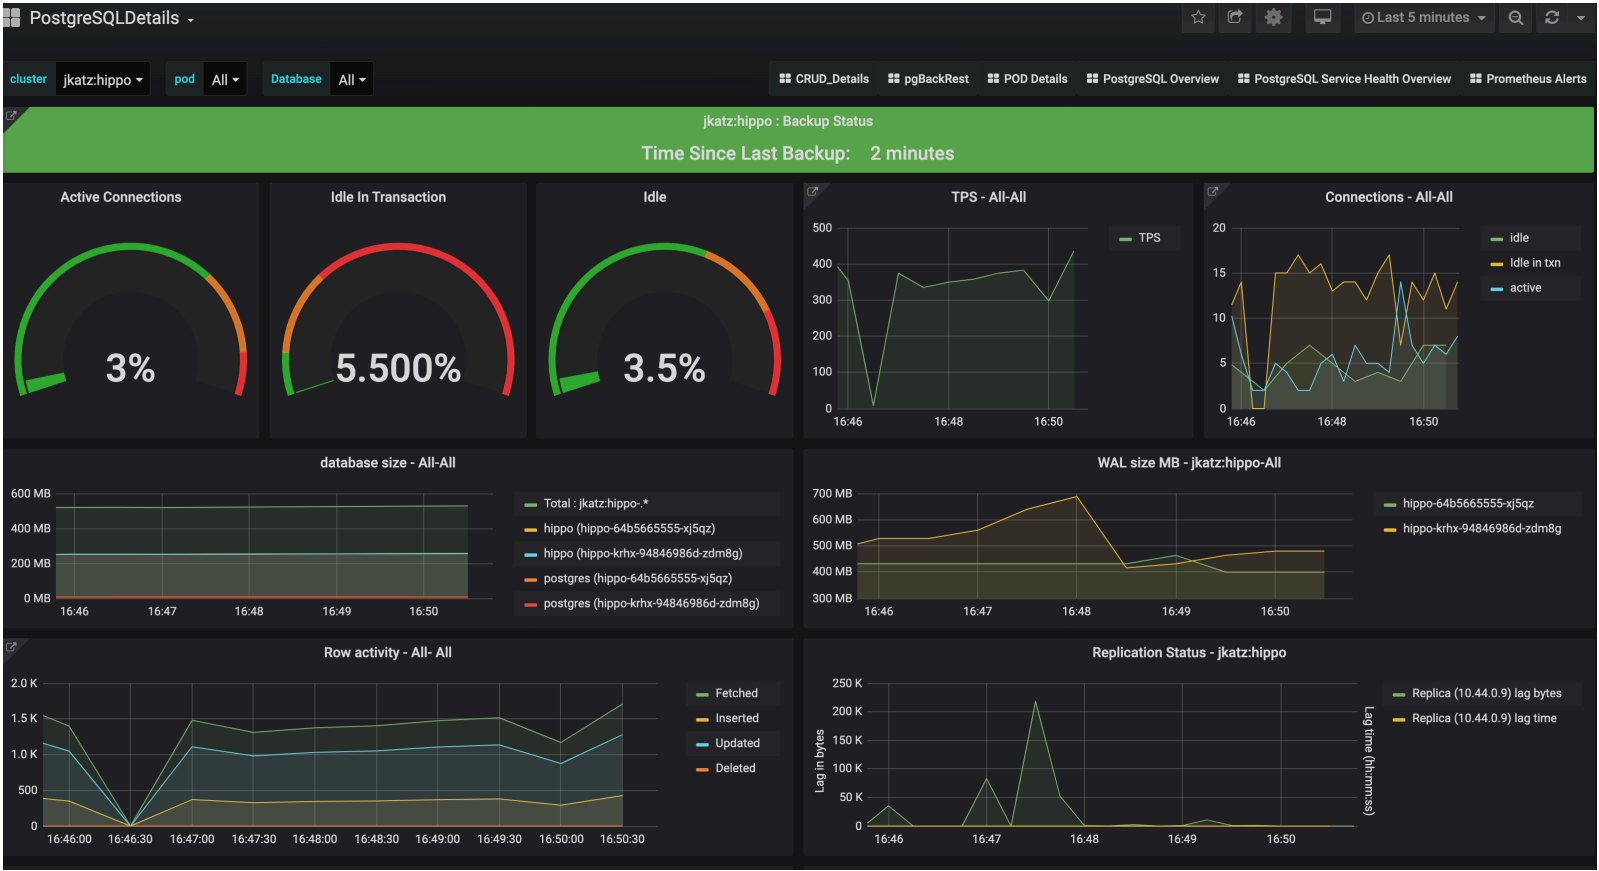 PostgreSQLDetails
Last 5 minutes
cluster jkatz:hippo pod All Database All
CRUD_Details pgBackRest POD Details PostgreSQL Overview PostgreSQL Service Health Overview Prometheus Alerts
jkatz:hippo : Backup Status
Time Since Last Backup: 2 minutes
Active Connections
3%
Idle In Transaction
5.500%
Idle
3.5%
TPS - All-All
500
400
300
200
100
0
16:46 16:48 16:50
TPS
Connections - All-All
20
15
10
5
0
16:46 16:48 16:50
idle
Idle in txn
active
database size - All-All
600 MB
400 MB
200 MB
0 MB
16:46 16:47 16:48 16:49 16:50
Total : jkatz:hippo-.*
hippo (hippo-64b5665555-xj5qz)
hippo (hippo-krhx-94846986d-zdm8g)
postgres (hippo-64b5665555-xj5qz)
postgres (hippo-krhx-94846986d-zdm8g)
WAL size MB - jkatz:hippo-All
700 MB
600 MB
500 MB
400 MB
300 MB
16:46 16:47 16:48 16:49 16:50
hippo-64b5665555-xj5qz
hippo-krhx-94846986d-zdm8g
Row activity - All- All
2.0 K
1.5 K
1.0 K
500
0
16:46:00 16:46:30 16:47:00 16:47:30 16:48:00 16:48:30 16:49:00 16:49:30 16:50:00 16:50:30
Fetched
Inserted
Updated
Deleted
Replication Status - jkatz:hippo
Lag in bytes
250 K
200 K
150 K
100 K
50 K
0
16:46 16:47 16:48 16:49 16:50
Lag time (hh:mm:ss)
Replica (10.44.0.9) lag bytes
Replica (10.44.0.9) lag time